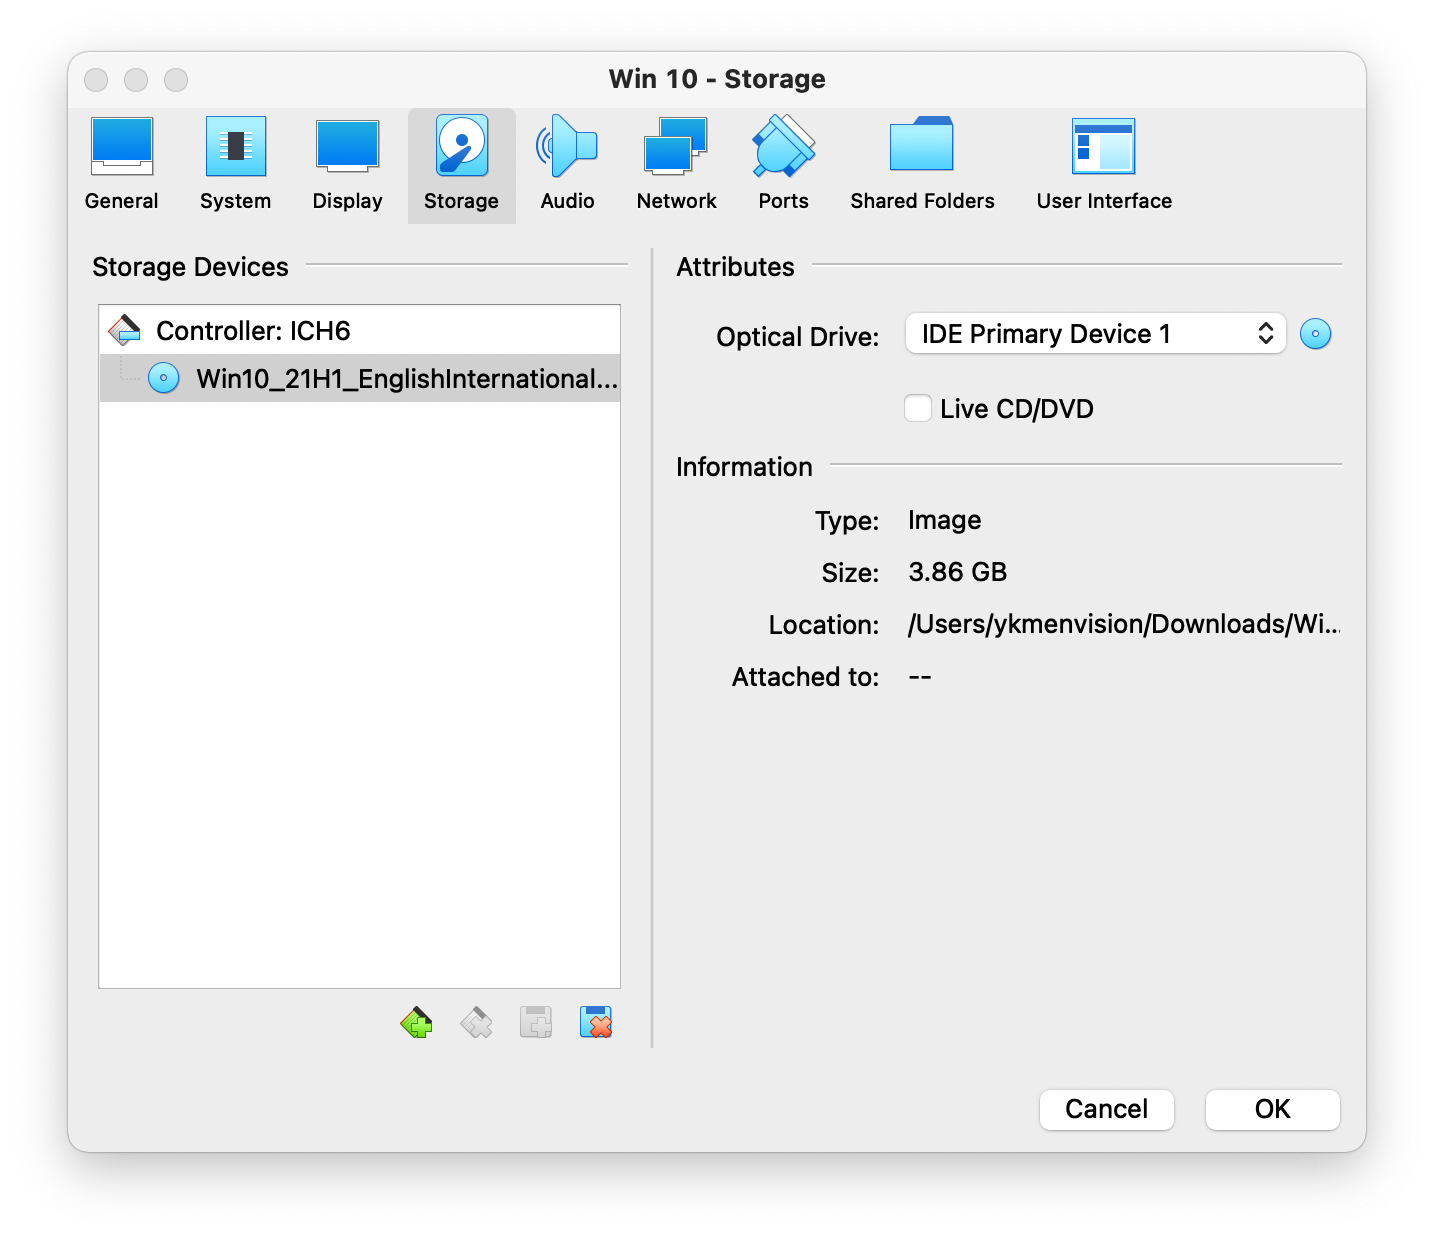 Win 10 - Storage
General
System
Display
Storage
Audio
Network
Ports
Shared Folders
User Interface
Storage Devices
Controller: ICH6
Win10_21H1_EnglishInternational...
Attributes
Optical Drive:
IDE Primary Device 1
Live CD/DVD
Information
Type: Image
Size: 3.86 GB
Location: /Users/ykmenvision/Downloads/Wi...
Attached to: --
Cancel
OK